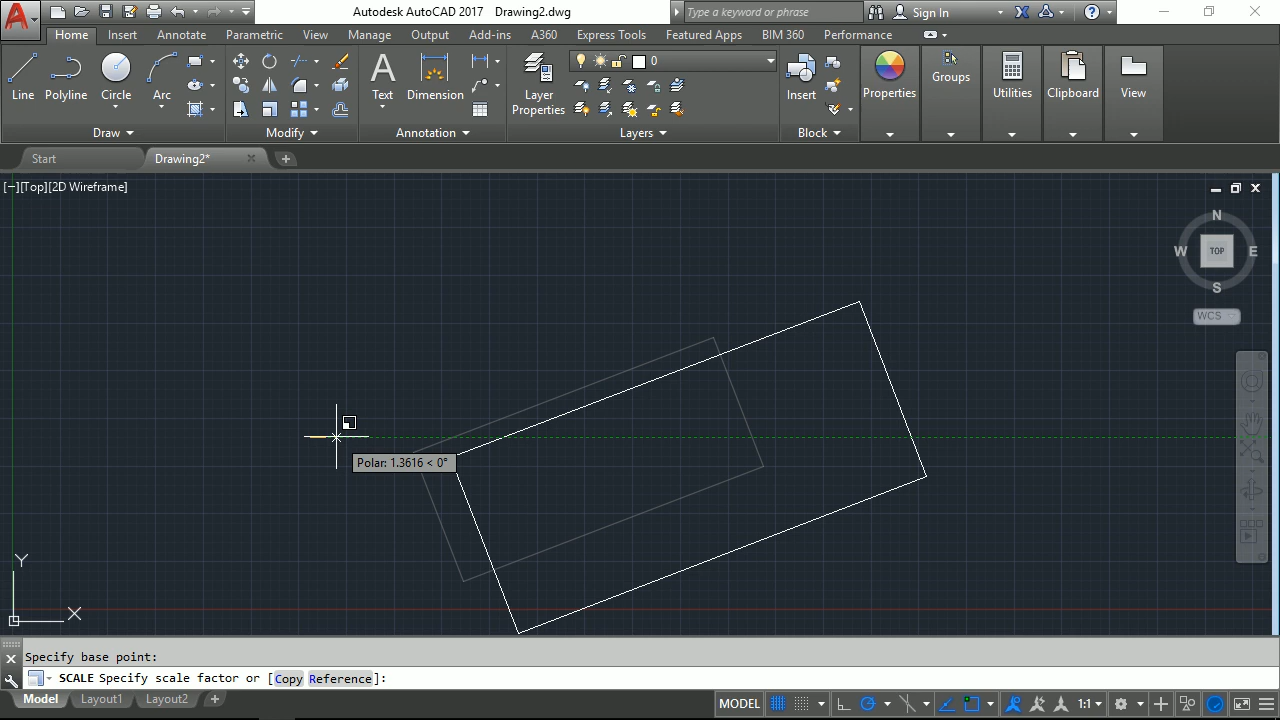 A
Autodesk AutoCAD 2017 Drawing2.dwg
Type a keyword or phrase
Sign In
Home Insert Annotate Parametric View Manage Output Add-ins A360 Express Tools Featured Apps BIM 360 Performance
0
Line Polyline Circle Arc
Text Dimension
Layer
Properties
Insert
Properties
Groups
Utilities
Clipboard
View
Draw Modify Annotation Layers Block
Start Drawing2*
[−][Top][2D Wireframe]
N
W TOP E
S
WCS
Polar: 1.3616 < 0°
Y
X
Specify base point:
SCALE Specify scale factor or [Copy Reference]:
Model Layout1 Layout2
MODEL 1:1